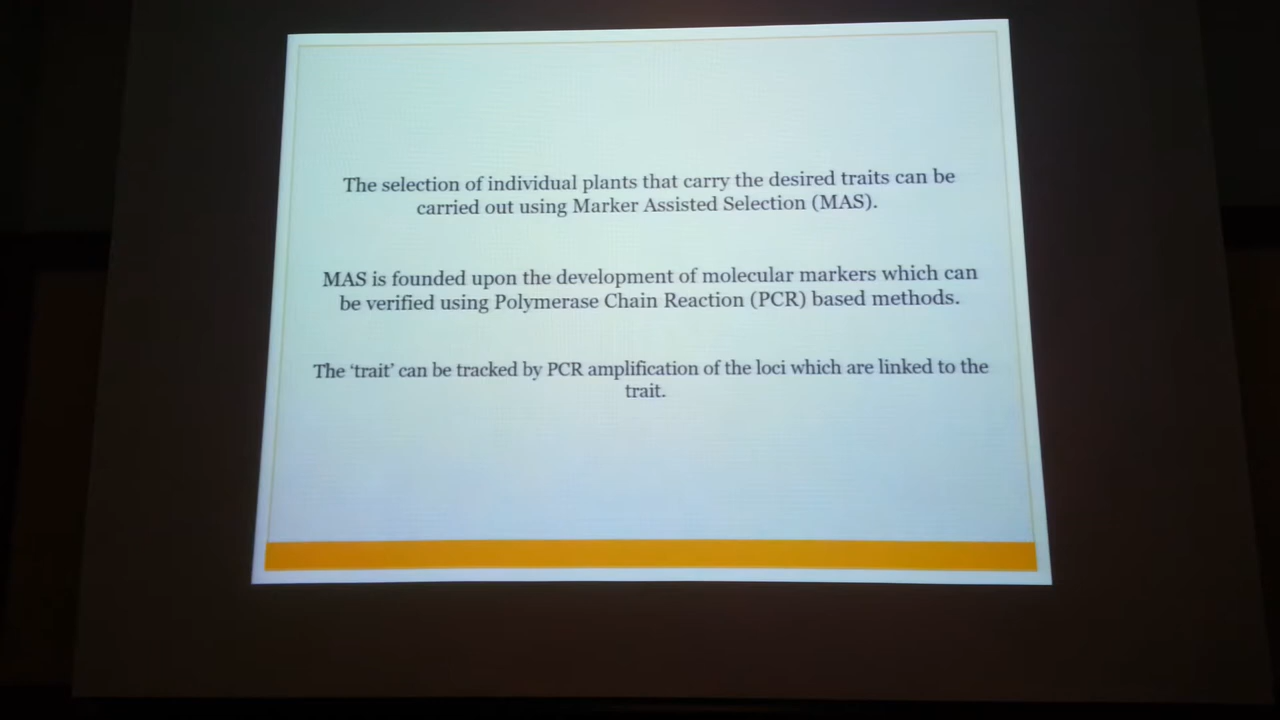 The selection of individual plants that carry the desired traits can be
carried out using Marker Assisted Selection (MAS).
MAS is founded upon the development of molecular markers which can
be verified using Polymerase Chain Reaction (PCR) based methods.
The ‘trait’ can be tracked by PCR amplification of the loci which are linked to the
trait.